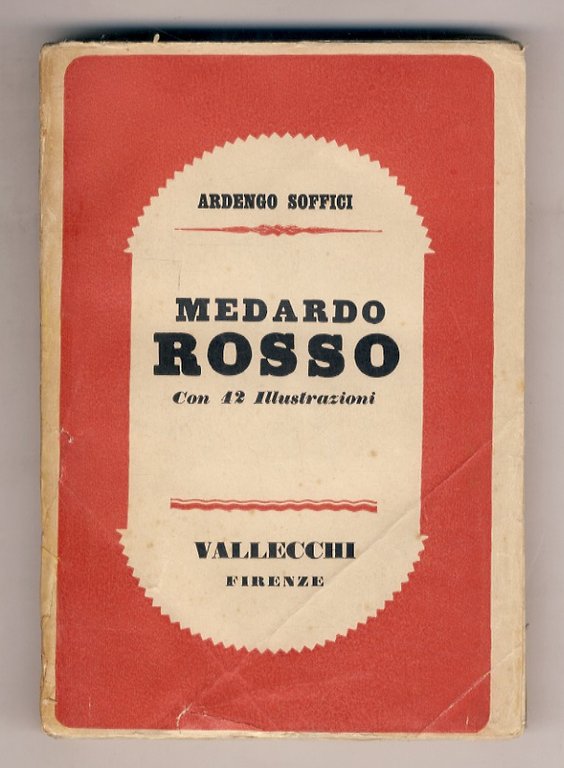 ARDENGO SOFFICI
MEDARDO
ROSSO
Con 42 Illustrazioni
VALLECCHI
FIRENZE